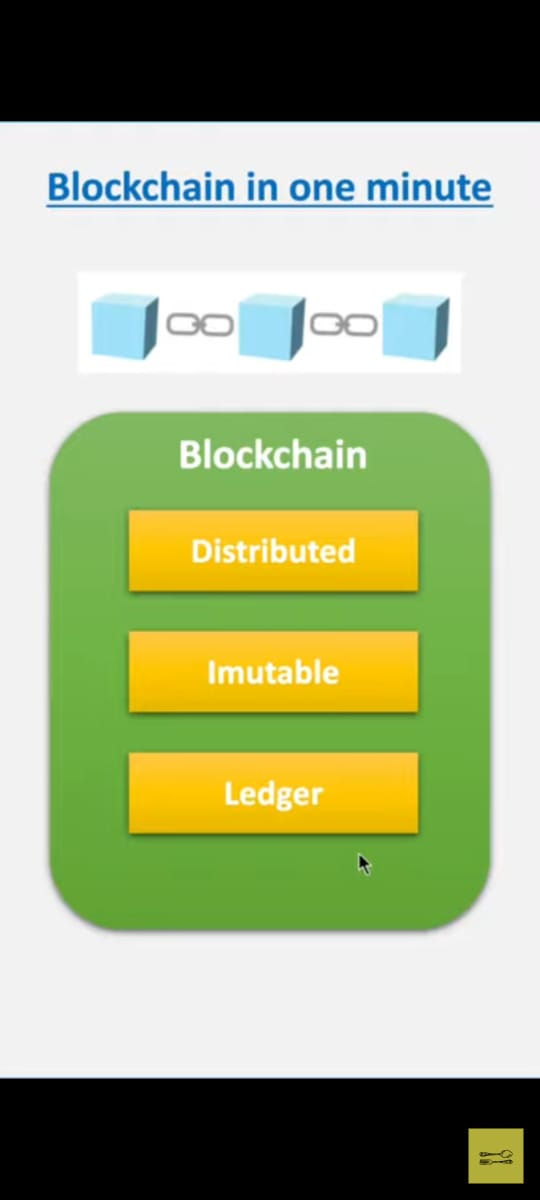 Blockchain in one minute
Blockchain
Distributed
Imutable
Ledger